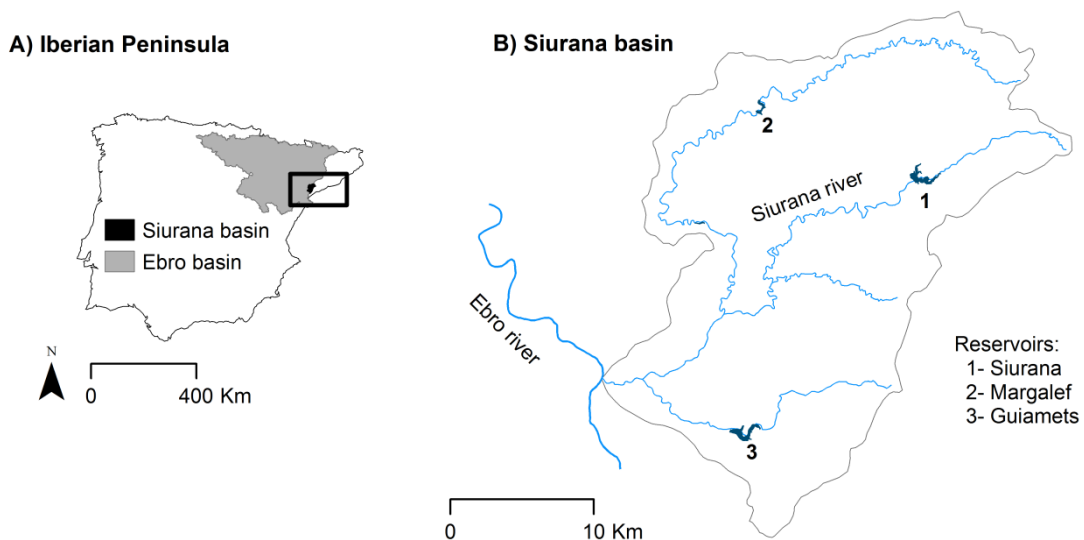 A) Iberian Peninsula
Siurana basin
Ebro basin
N
0 400 Km
B) Siurana basin
2
1
Siurana river
Ebro river
3
Reservoirs:
1- Siurana
2- Margalef
3- Guiamets
0 10 Km